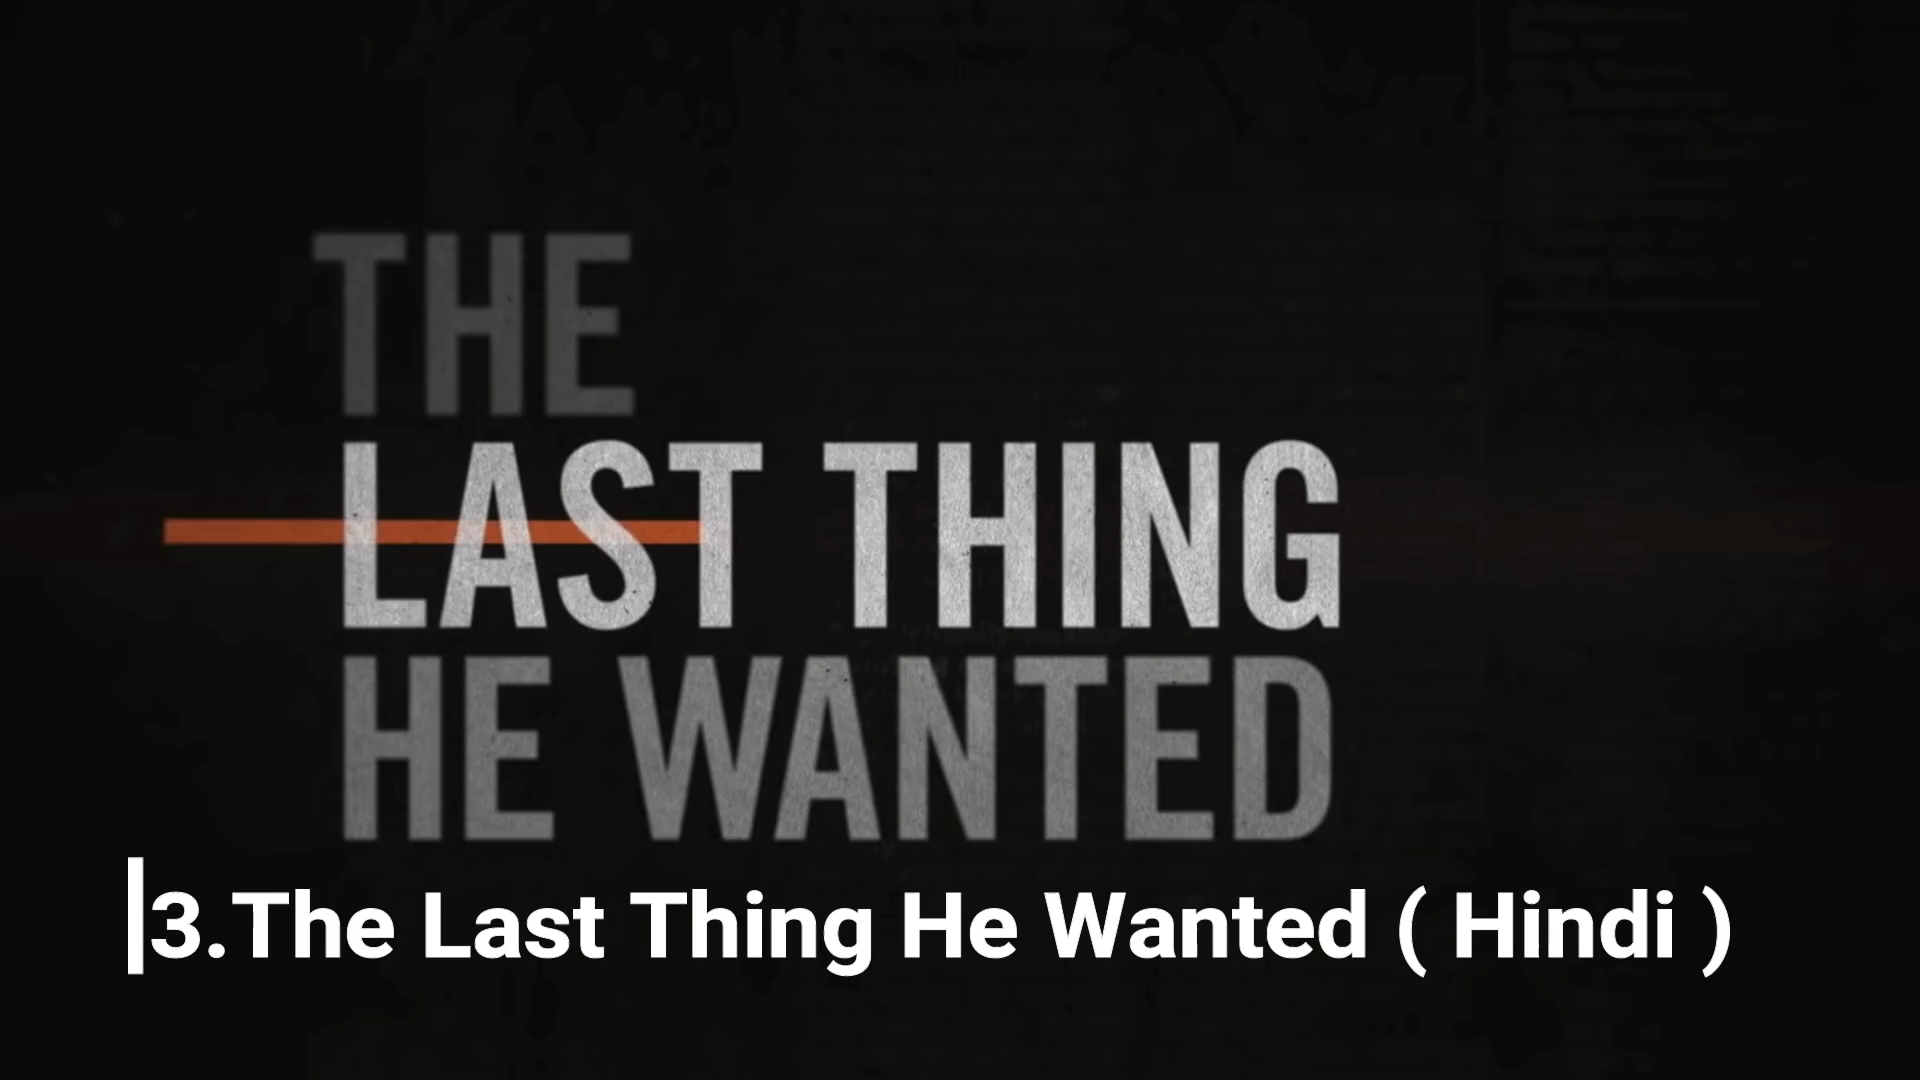 THE
LAST THING
HE WANTED
3.The Last Thing He Wanted ( Hindi )